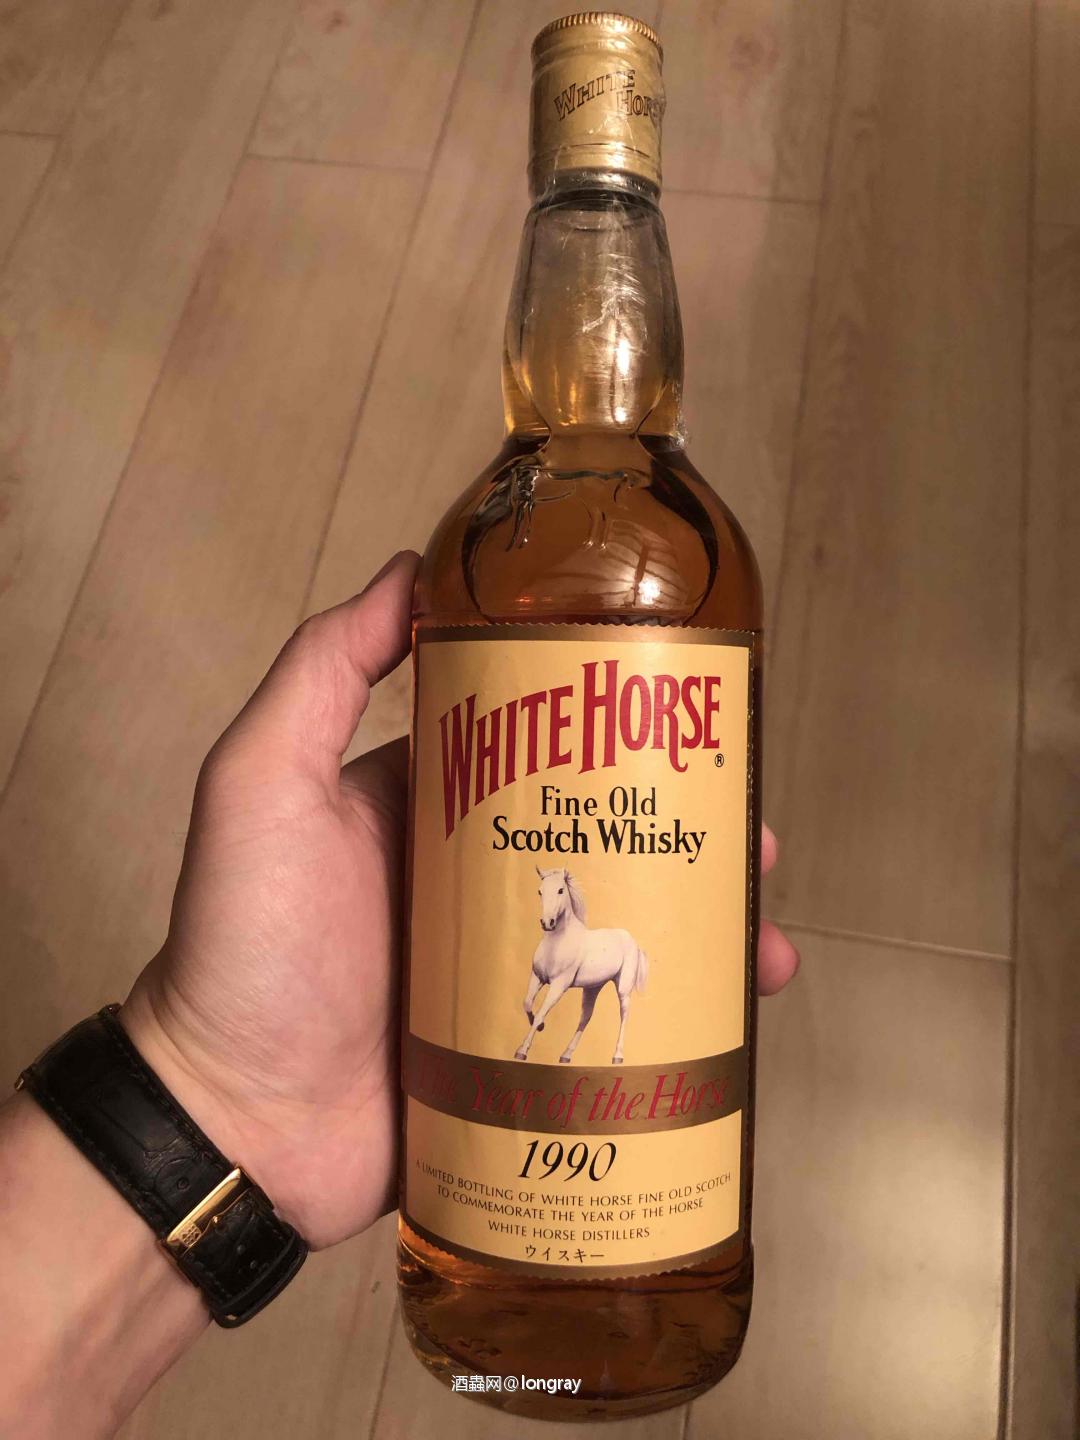 WHITE
HORSE
WHITE HORSE
®
Fine Old
Scotch Whisky
The Year of the Horse
1990
A LIMITED BOTTLING OF WHITE HORSE FINE OLD SCOTCH
TO COMMEMORATE THE YEAR OF THE HORSE
WHITE HORSE DISTILLERS
ウイスキー
酒蟲网@longray